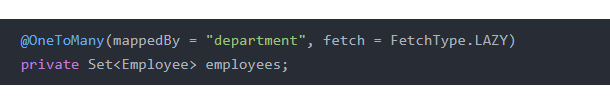 @OneToMany(mappedBy = "department", fetch = FetchType.LAZY)
private Set<Employee> employees;